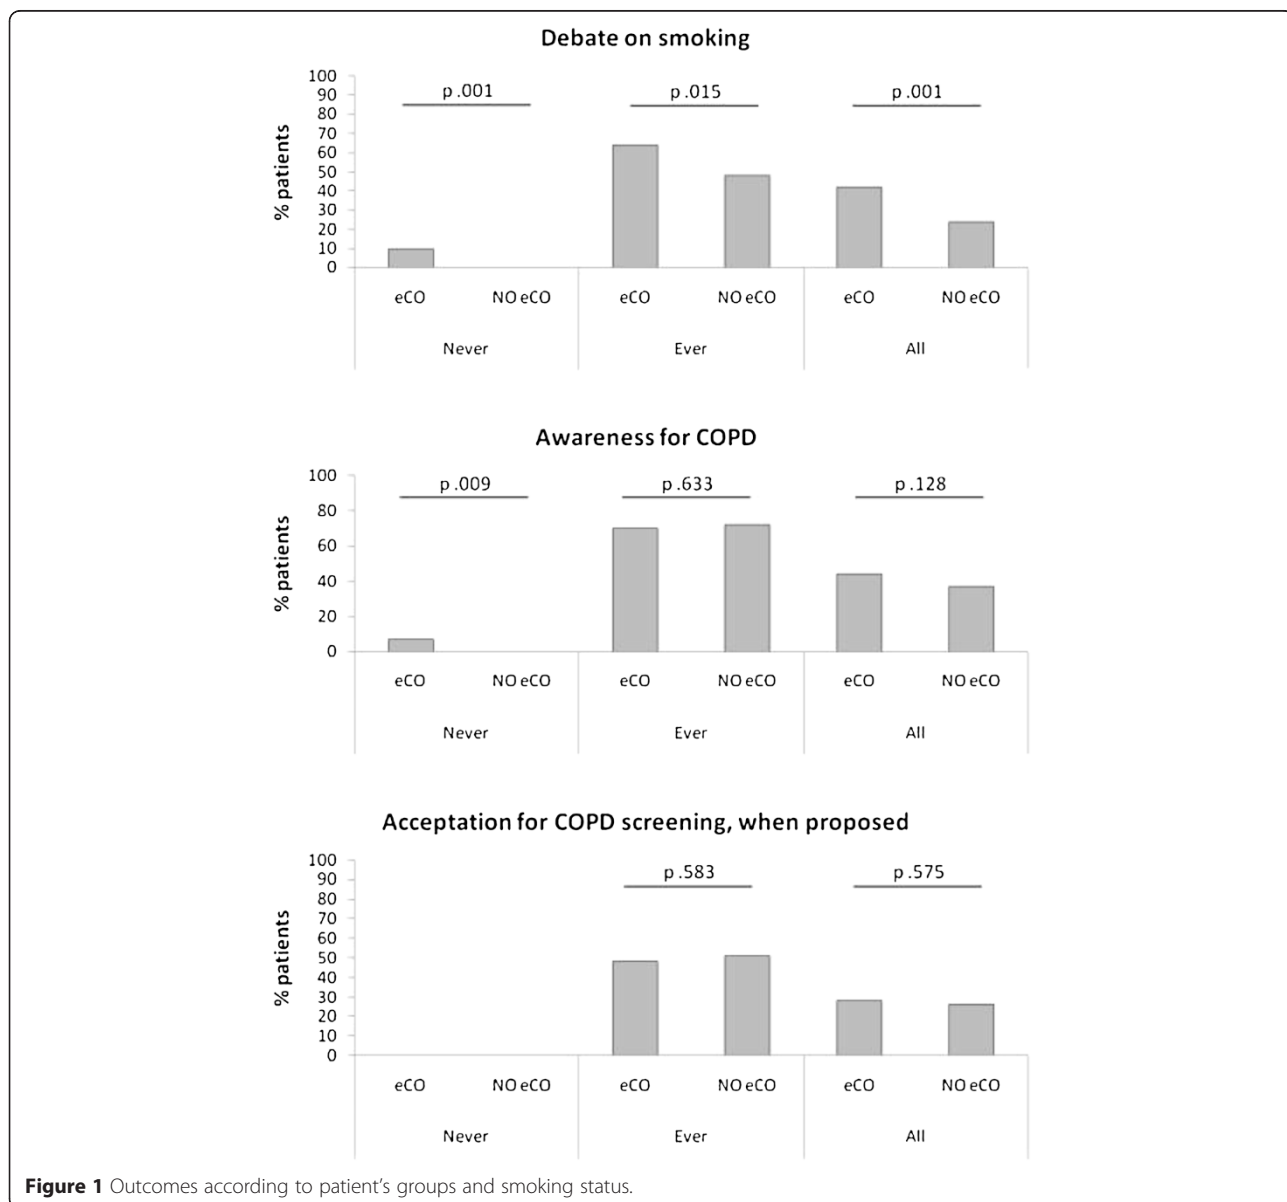 Debate on smoking
100
90
80
70
60
50
40
30
20
10
0
% patients
p .001
p .015
p .001
eCO NO eCO eCO NO eCO eCO NO eCO
Never Ever All
Awareness for COPD
100
80
60
40
20
0
% patients
p .009
p .633
p .128
eCO NO eCO eCO NO eCO eCO NO eCO
Never Ever All
Acceptation for COPD screening, when proposed
100
90
80
70
60
50
40
30
20
10
0
% patients
p .583
p .575
eCO NO eCO eCO NO eCO eCO NO eCO
Never Ever All
Figure 1 Outcomes according to patient's groups and smoking status.